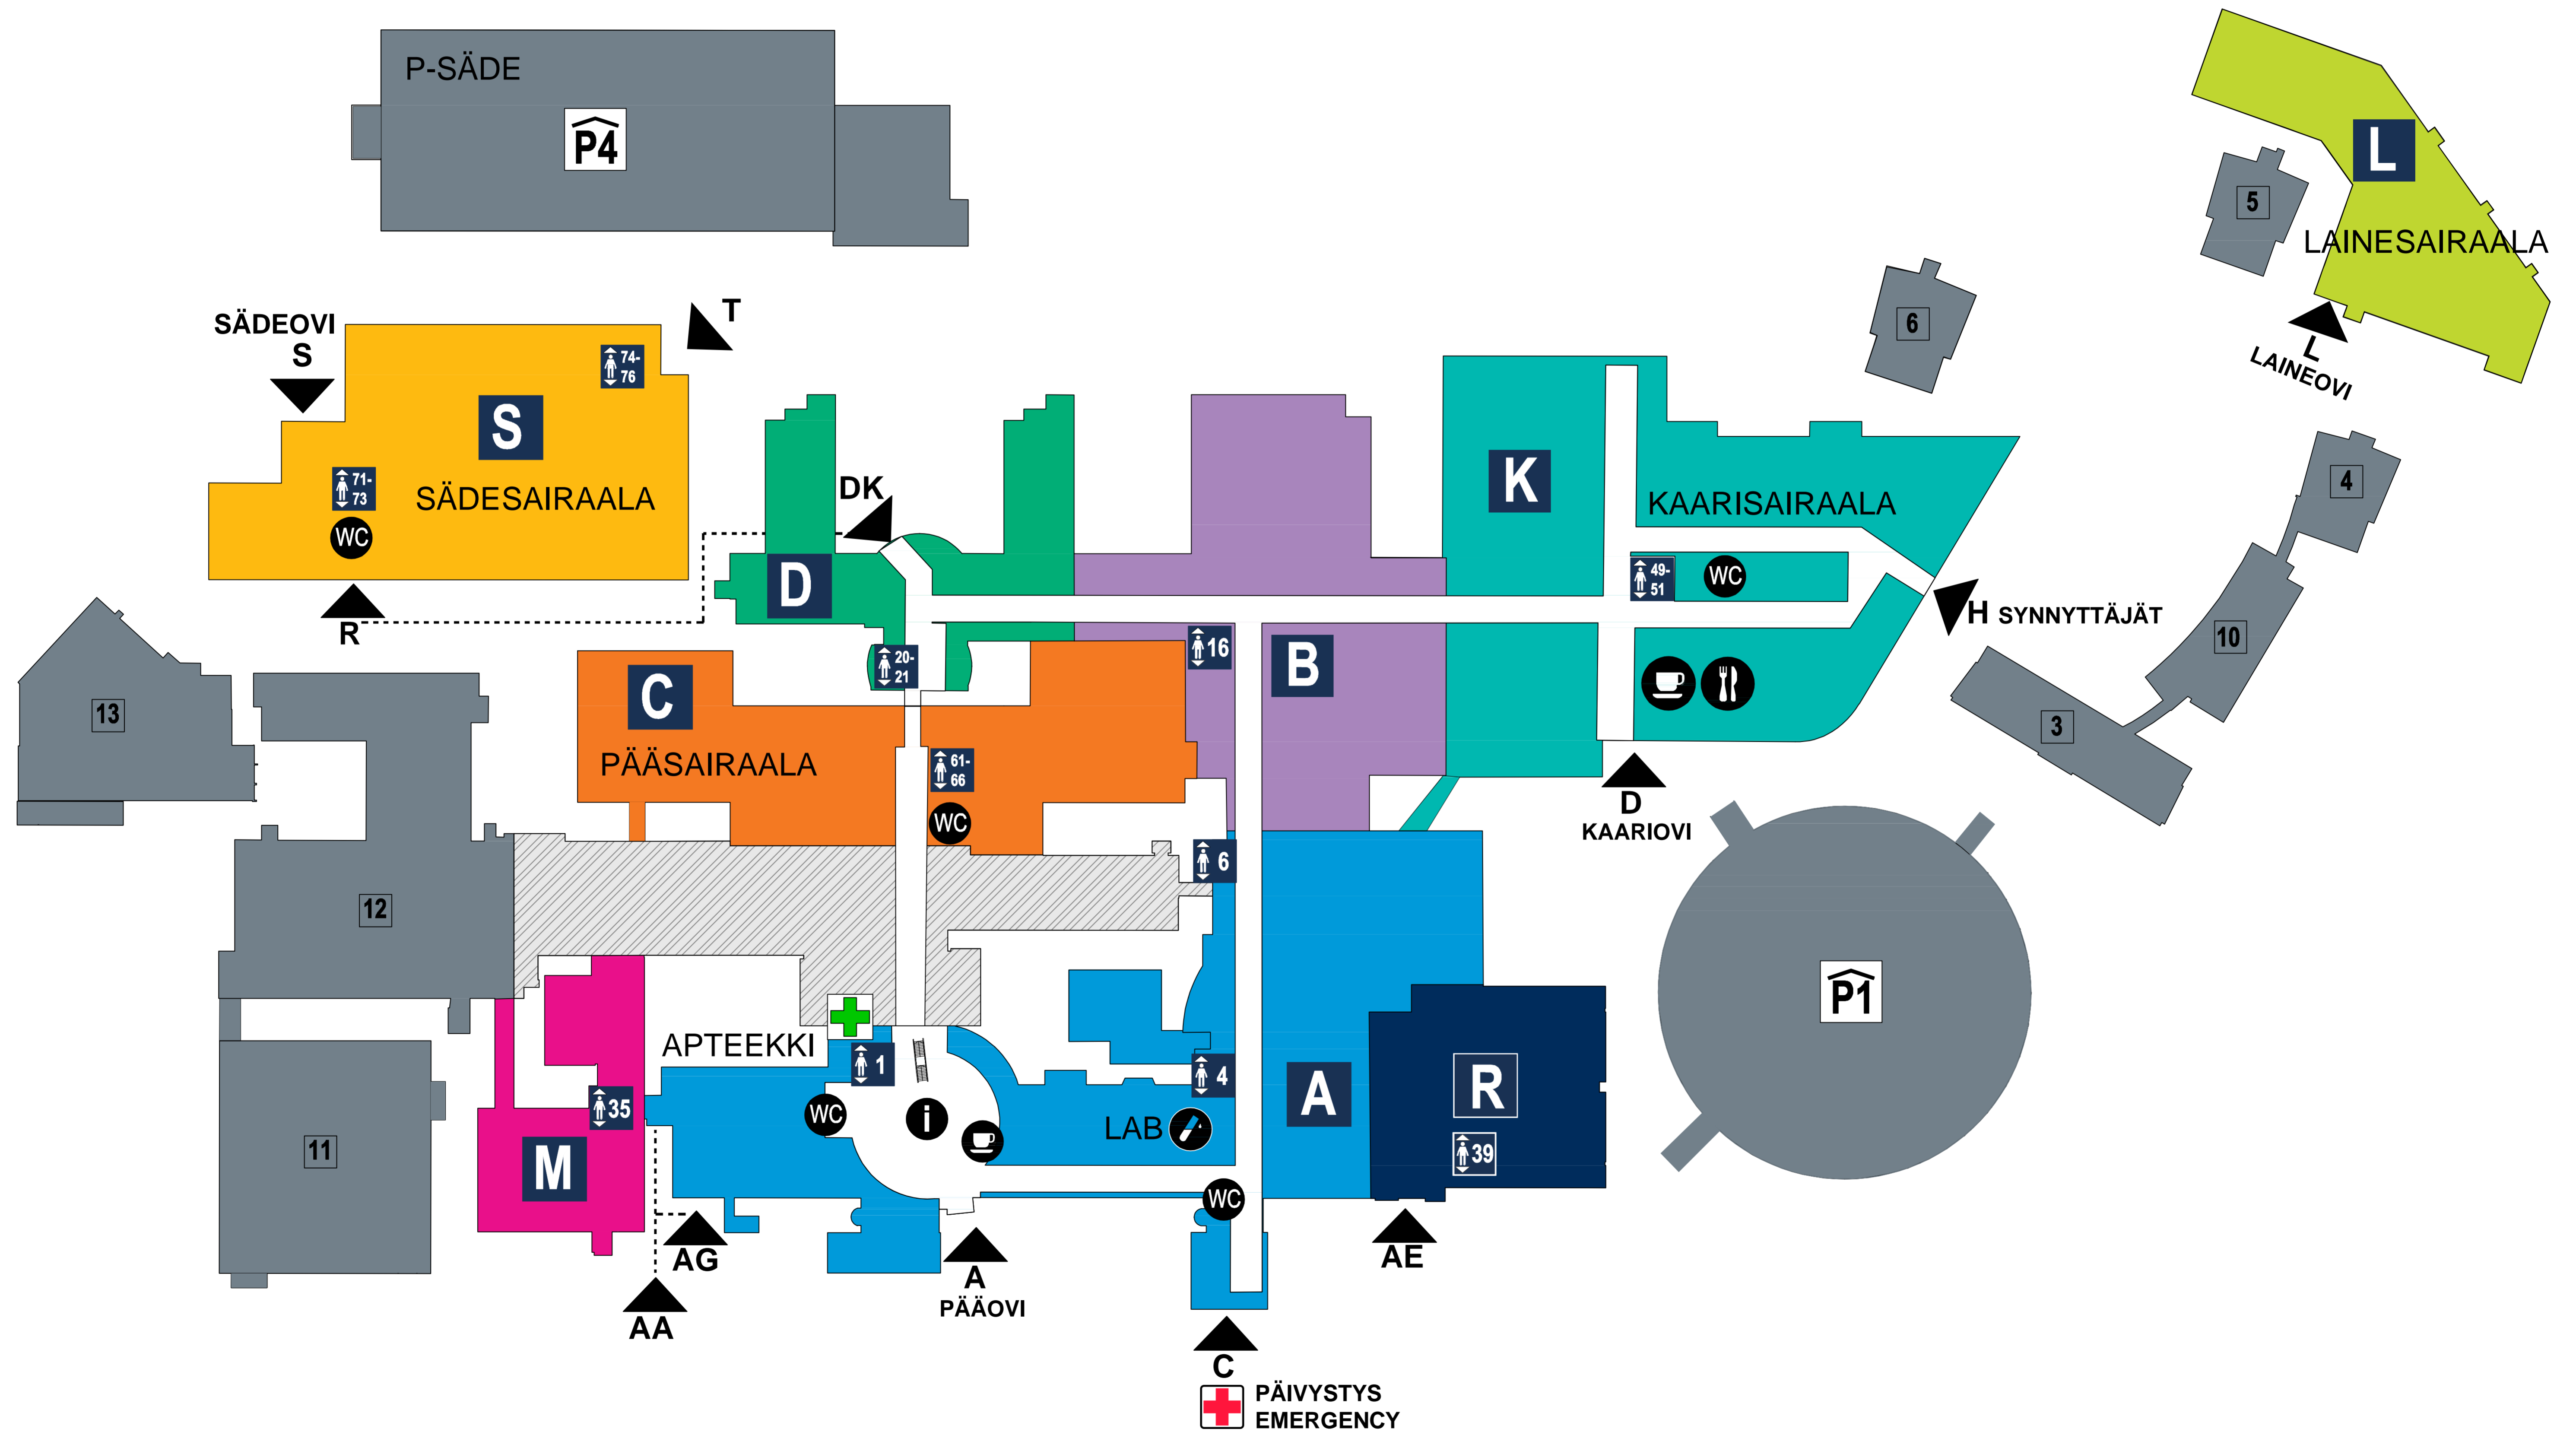 P-SÄDE
P4
L
5
LAINESAIRAALA
L
LAINEOVI
6
SÄDEOVI
S
T
74-
76
S
71-
73
WC
SÄDESAIRAALA
R
DK
D
K
KAARISAIRAALA
49-
51
WC
H SYNNYTTÄJÄT
4
10
3
20-
21
16
B
C
PÄÄSAIRAALA
61-
66
WC
13
12
11
D
KAARIOVI
6
P1
APTEEKKI
1
WC
i
LAB
4
A
R
39
35
M
WC
AG
AA
A
PÄÄOVI
AE
C
PÄIVYSTYS
EMERGENCY